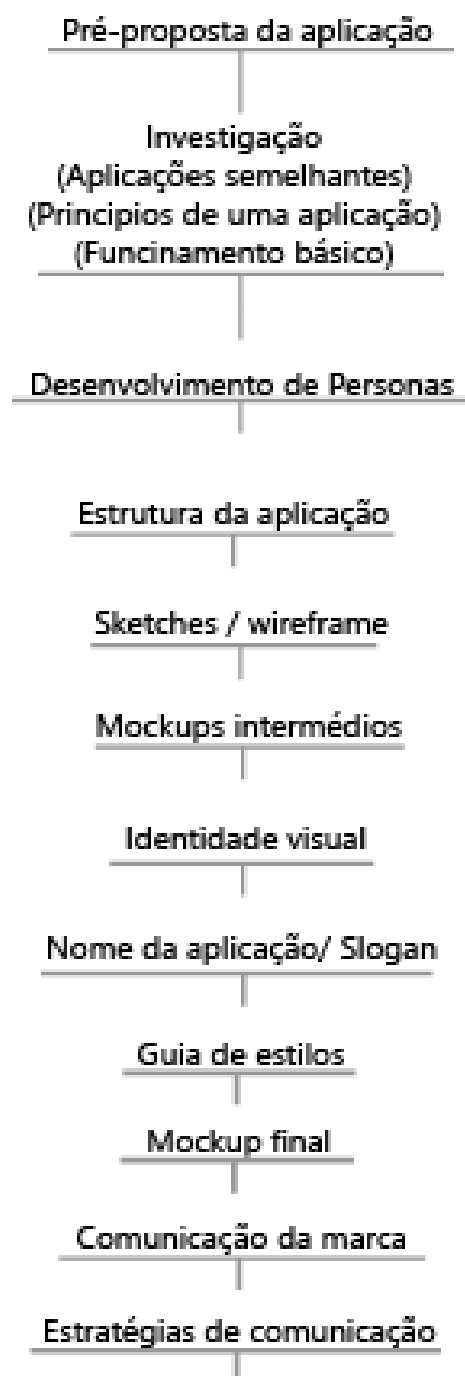 Pré-proposta da aplicação
Investigação
(Aplicações semelhantes)
(Principios de uma aplicação)
(Funcinamento básico)
Desenvolvimento de Personas
Estrutura da aplicação
Sketches / wireframe
Mockups intermédios
Identidade visual
Nome da aplicação/ Slogan
Guia de estilos
Mockup final
Comunicação da marca
Estratégias de comunicação